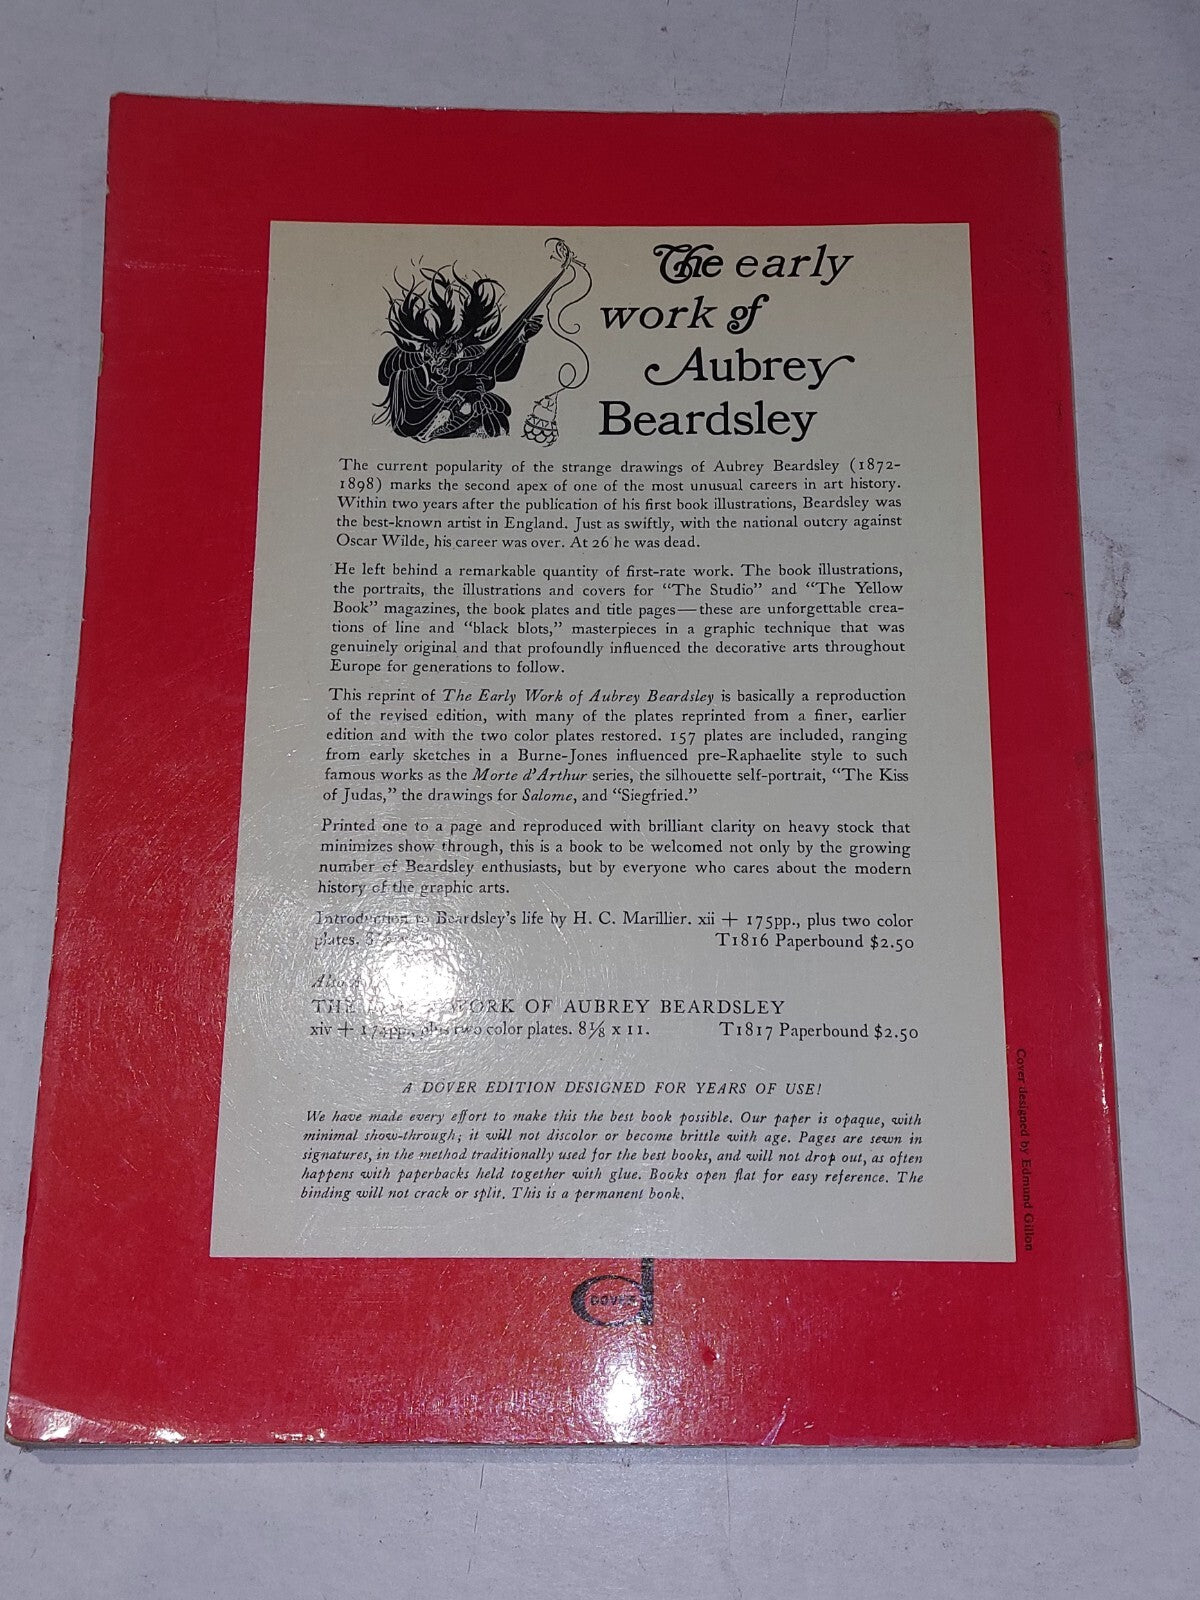 The early
work of
Aubrey
Beardsley
The current popularity of the strange drawings of Aubrey Beardsley (1872-
1898) marks the second apex of one of the most unusual careers in art history.
Within two years after the publication of his first book illustrations, Beardsley was
the best-known artist in England. Just as swiftly, with the national outcry against
Oscar Wilde, his career was over. At 26 he was dead.
He left behind a remarkable quantity of first-rate work. The book illustrations,
the portraits, the illustrations and covers for “The Studio” and “The Yellow
Book” magazines, the book plates and title pages—these are unforgettable crea-
tions of line and “black blots,” masterpieces in a graphic technique that was
genuinely original and that profoundly influenced the decorative arts throughout
Europe for generations to follow.
This reprint of The Early Work of Aubrey Beardsley is basically a reproduction
of the revised edition, with many of the plates reprinted from a finer, earlier
edition and with the two color plates restored. 157 plates are included, ranging
from early sketches in a Burne-Jones influenced pre-Raphaelite style to such
famous works as the Morte d'Arthur series, the silhouette self-portrait, “The Kiss
of Judas,” the drawings for Salome, and “Siegfried.”
Printed one to a page and reproduced with brilliant clarity on heavy stock that
minimizes show through, this is a book to be welcomed not only by the growing
number of Beardsley enthusiasts, but by everyone who cares about the modern
history of the graphic arts.
Introduction to Beardsley's life by H. C. Marillier. xii + 175pp., plus two color
plates. T1816 Paperbound $2.50
Also
THE WORK OF AUBREY BEARDSLEY
xiv + 174pp., plus two color plates. 8⅛ x 11. T1817 Paperbound $2.50
A DOVER EDITION DESIGNED FOR YEARS OF USE!
We have made every effort to make this the best book possible. Our paper is opaque, with
minimal show-through; it will not discolor or become brittle with age. Pages are sewn in
signatures, in the method traditionally used for the best books, and will not drop out, as often
happens with paperbacks held together with glue. Books open flat for easy reference. The
binding will not crack or split. This is a permanent book.
Cover designed by Edmund Gillon
d
DOVER